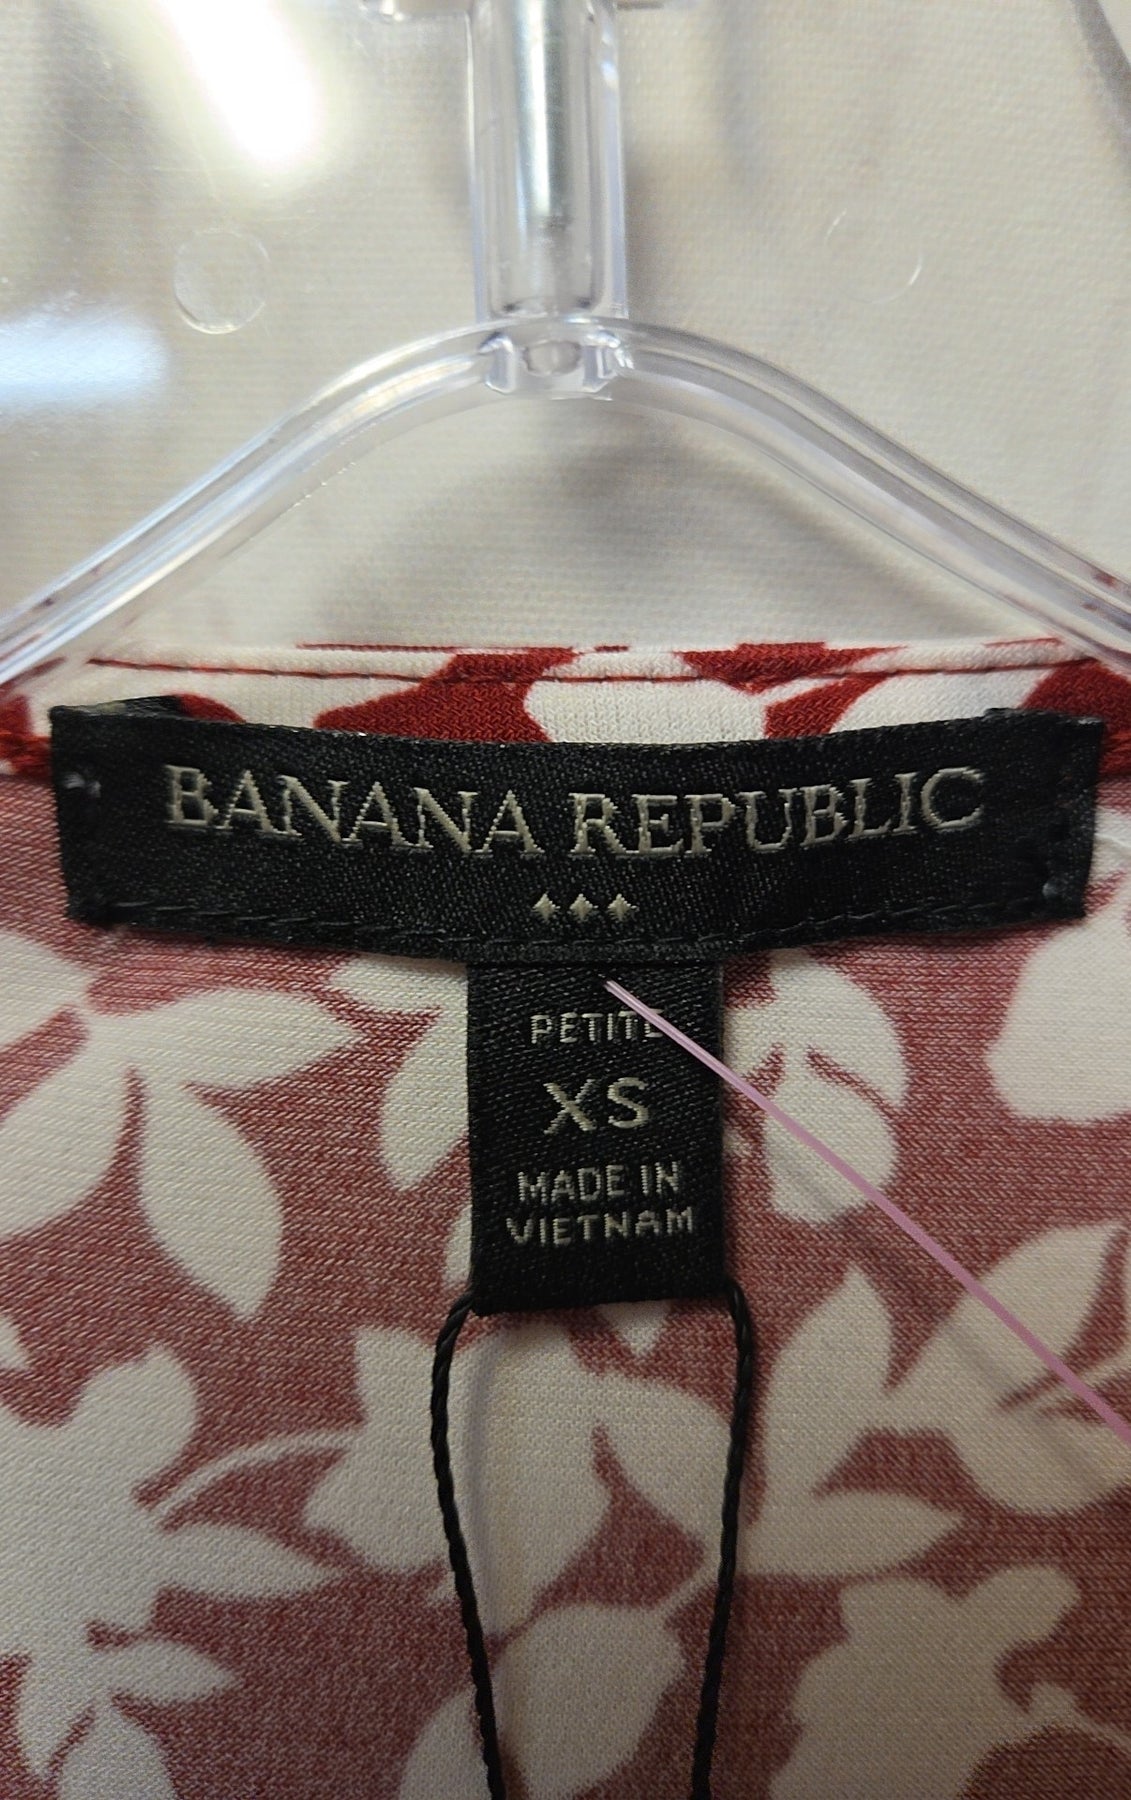 BANANA REPUBLIC
PETITE
XS
MADE IN
VIETNAM